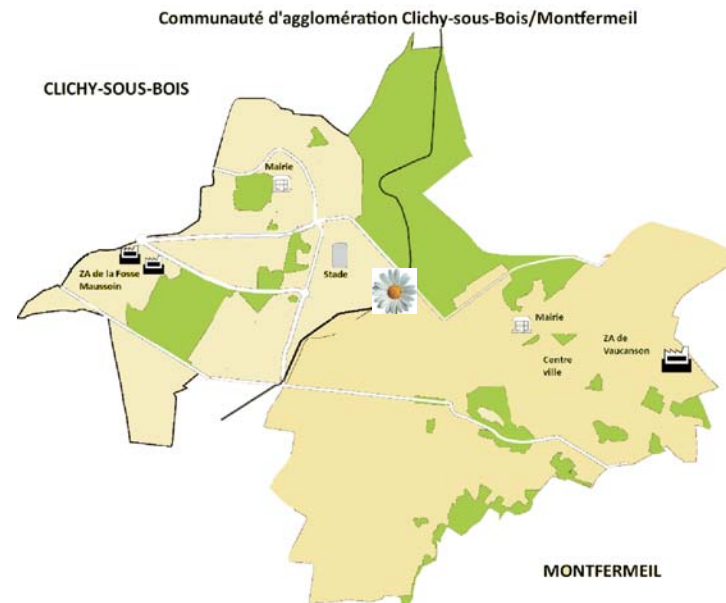 Communauté d'agglomération Clichy-sous-Bois/Montfermeil
CLICHY-SOUS-BOIS
Mairie
ZA de la Fosse
Maussoin
Stade
Mairie
Centre
ville
ZA de
Vaucanson
MONTFERMEIL